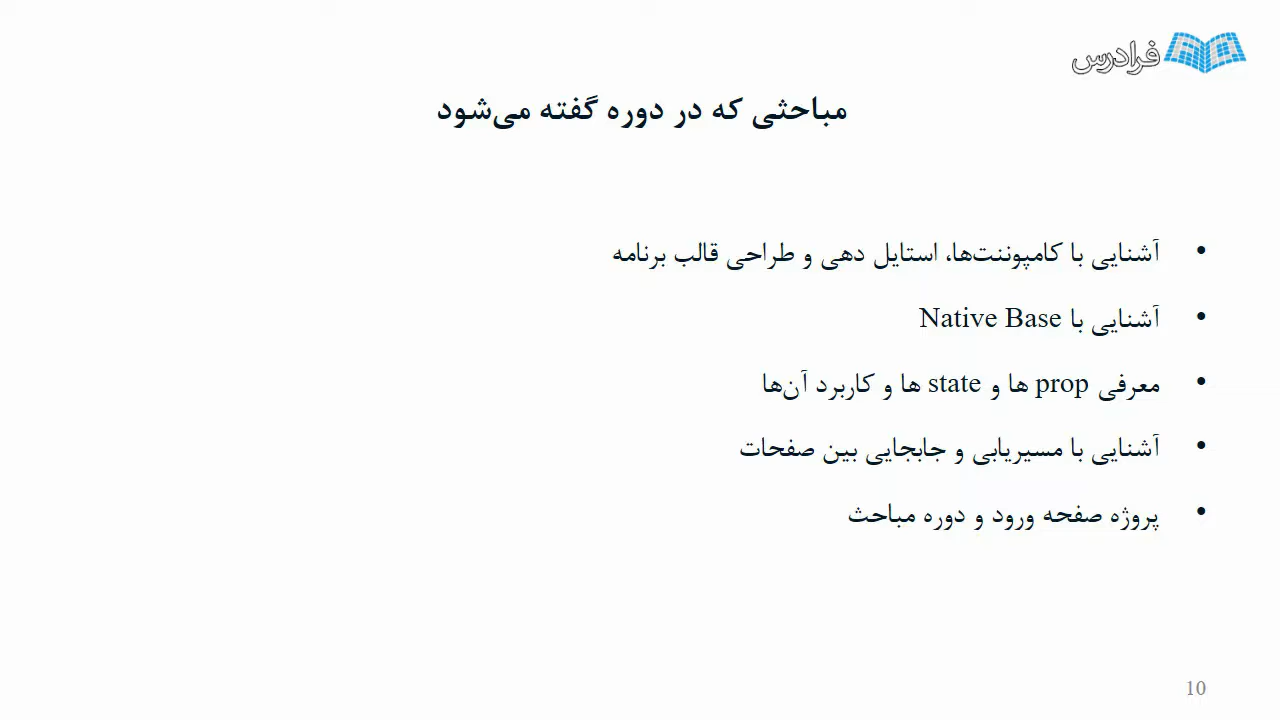 فرادرس
مباحثی که در دوره گفته می‌شود
• آشنایی با کامپوننت‌ها، استایل دهی و طراحی قالب برنامه
• آشنایی با Native Base
• معرفی prop ها و state ها و کاربرد آن‌ها
• آشنایی با مسیریابی و جابجایی بین صفحات
• پروژه صفحه ورود و دوره مباحث
10